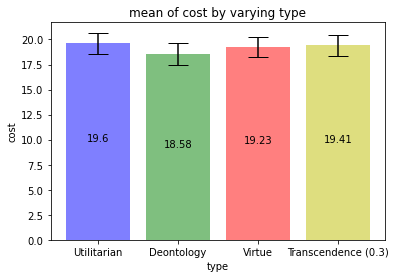 mean of cost by varying type
cost
20.0
17.5
15.0
12.5
10.0
7.5
5.0
2.5
0.0
19.6
18.58
19.23
19.41
Utilitarian
Deontology
Virtue
Transcendence (0.3)
type